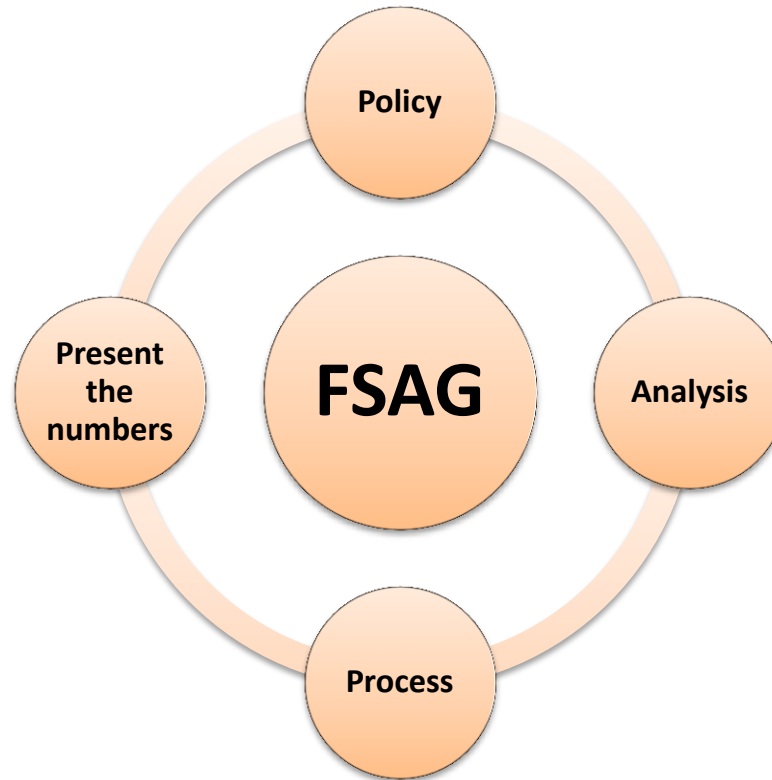 Policy
Present
the
numbers
FSAG
Analysis
Process